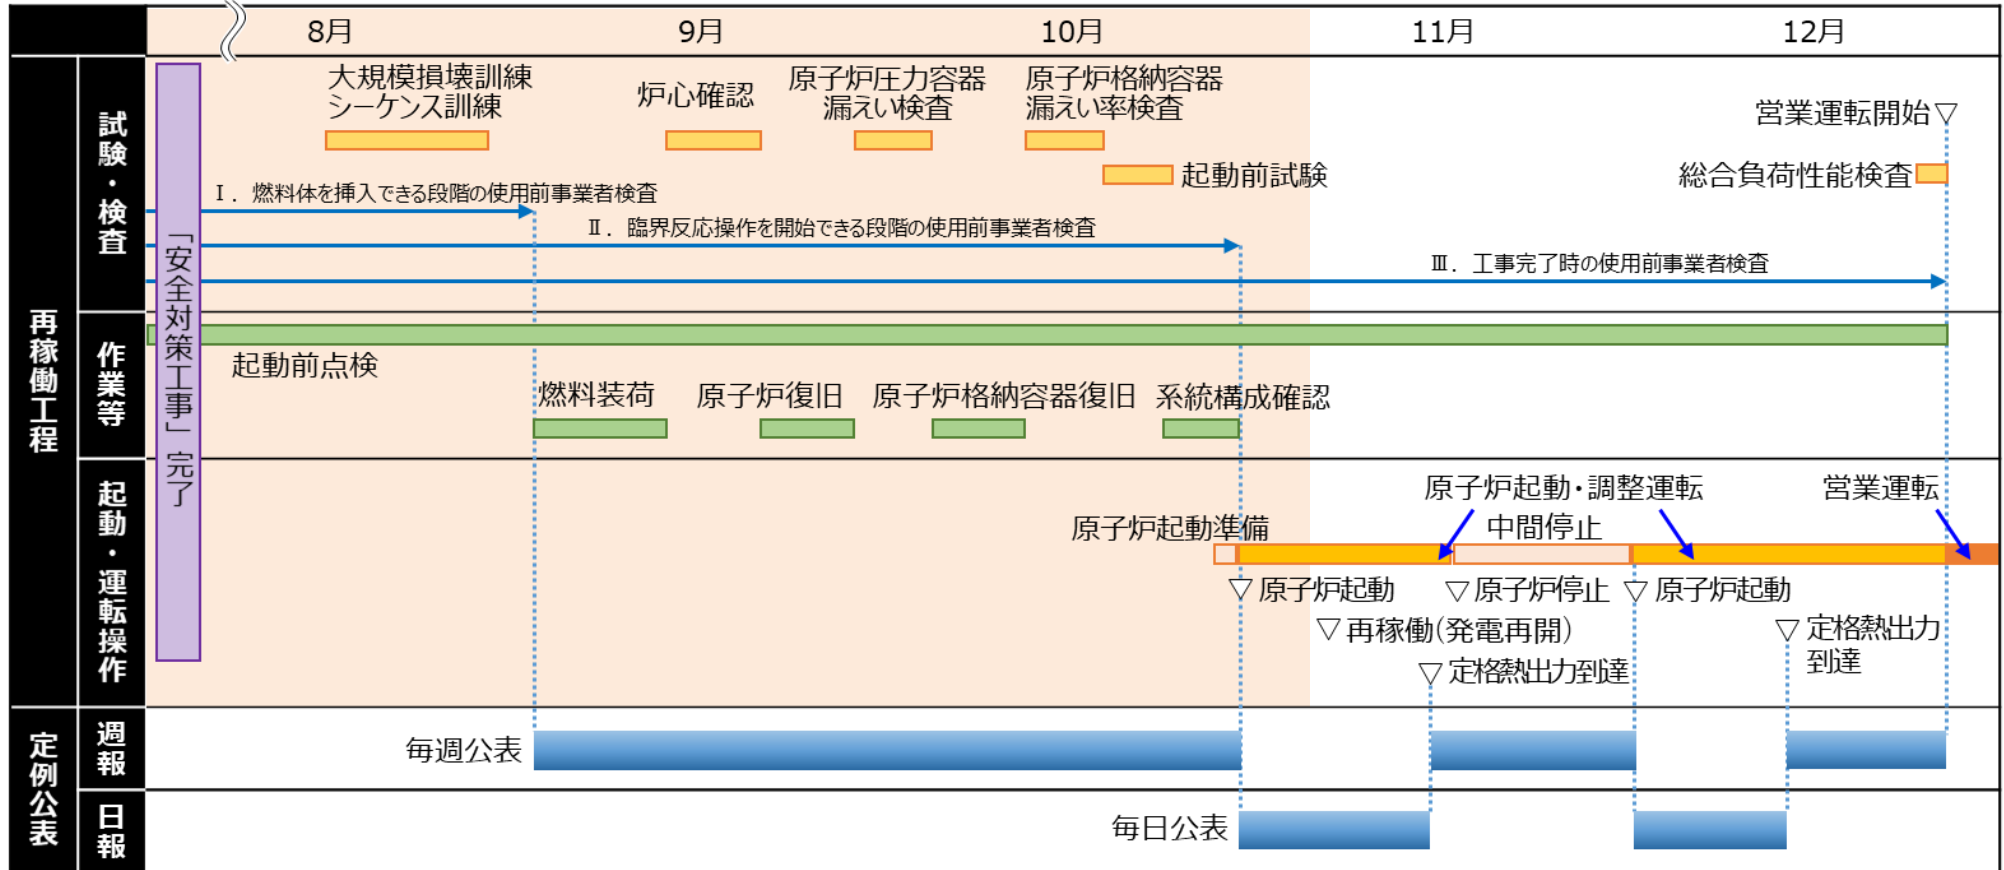 8月
9月
10月
11月
12月
再稼働工程
試験・検査
「安全対策工事」完了
大規模損壊訓練
シーケンス訓練
炉心確認
原子炉圧力容器
漏えい検査
原子炉格納容器
漏えい率検査
起動前試験
営業運転開始▽
総合負荷性能検査
Ⅰ．燃料体を挿入できる段階の使用前事業者検査
Ⅱ．臨界反応操作を開始できる段階の使用前事業者検査
Ⅲ．工事完了時の使用前事業者検査
作業等
起動前点検
燃料装荷
原子炉復旧
原子炉格納容器復旧
系統構成確認
起動・運転操作
原子炉起動準備
原子炉起動・調整運転
中間停止
営業運転
▽原子炉起動
▽原子炉停止
▽原子炉起動
▽再稼働(発電再開)
▽定格熱出力到達
▽定格熱出力
到達
定例公表
週報
毎週公表
日報
毎日公表